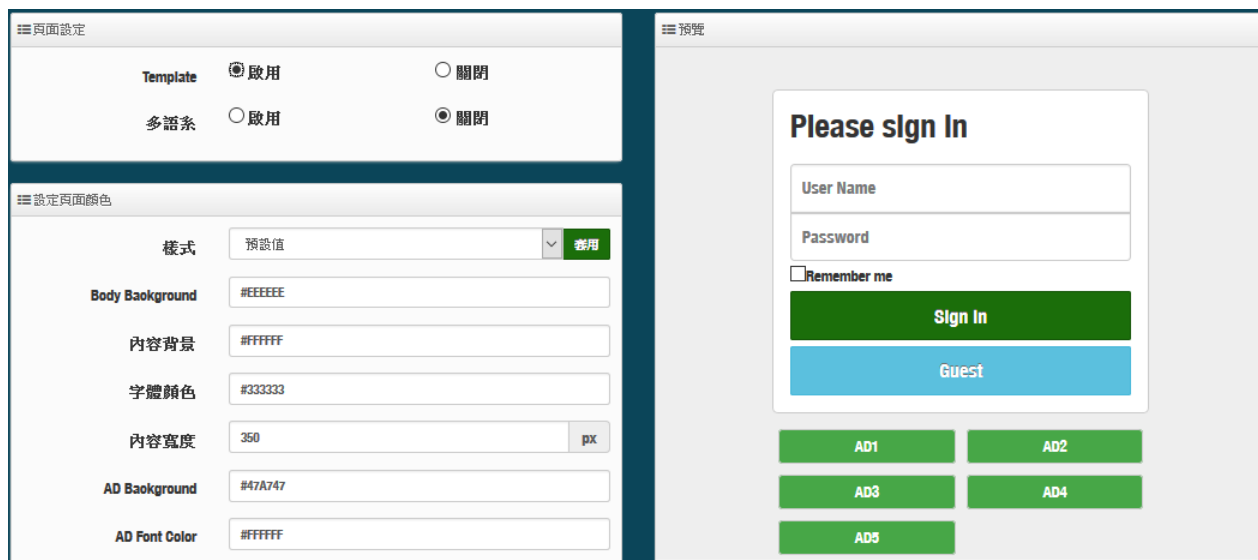 頁面設定
Template
啟用
關閉
多語系
啟用
關閉
設定頁面顏色
樣式
預設值
套用
Body Background
#EEEEEE
內容背景
#FFFFFF
字體顏色
#333333
內容寬度
350
px
AD Background
#47A747
AD Font Color
#FFFFFF
預覽
Please sign in
User Name
Password
Remember me
Sign in
Guest
AD1
AD2
AD3
AD4
AD5